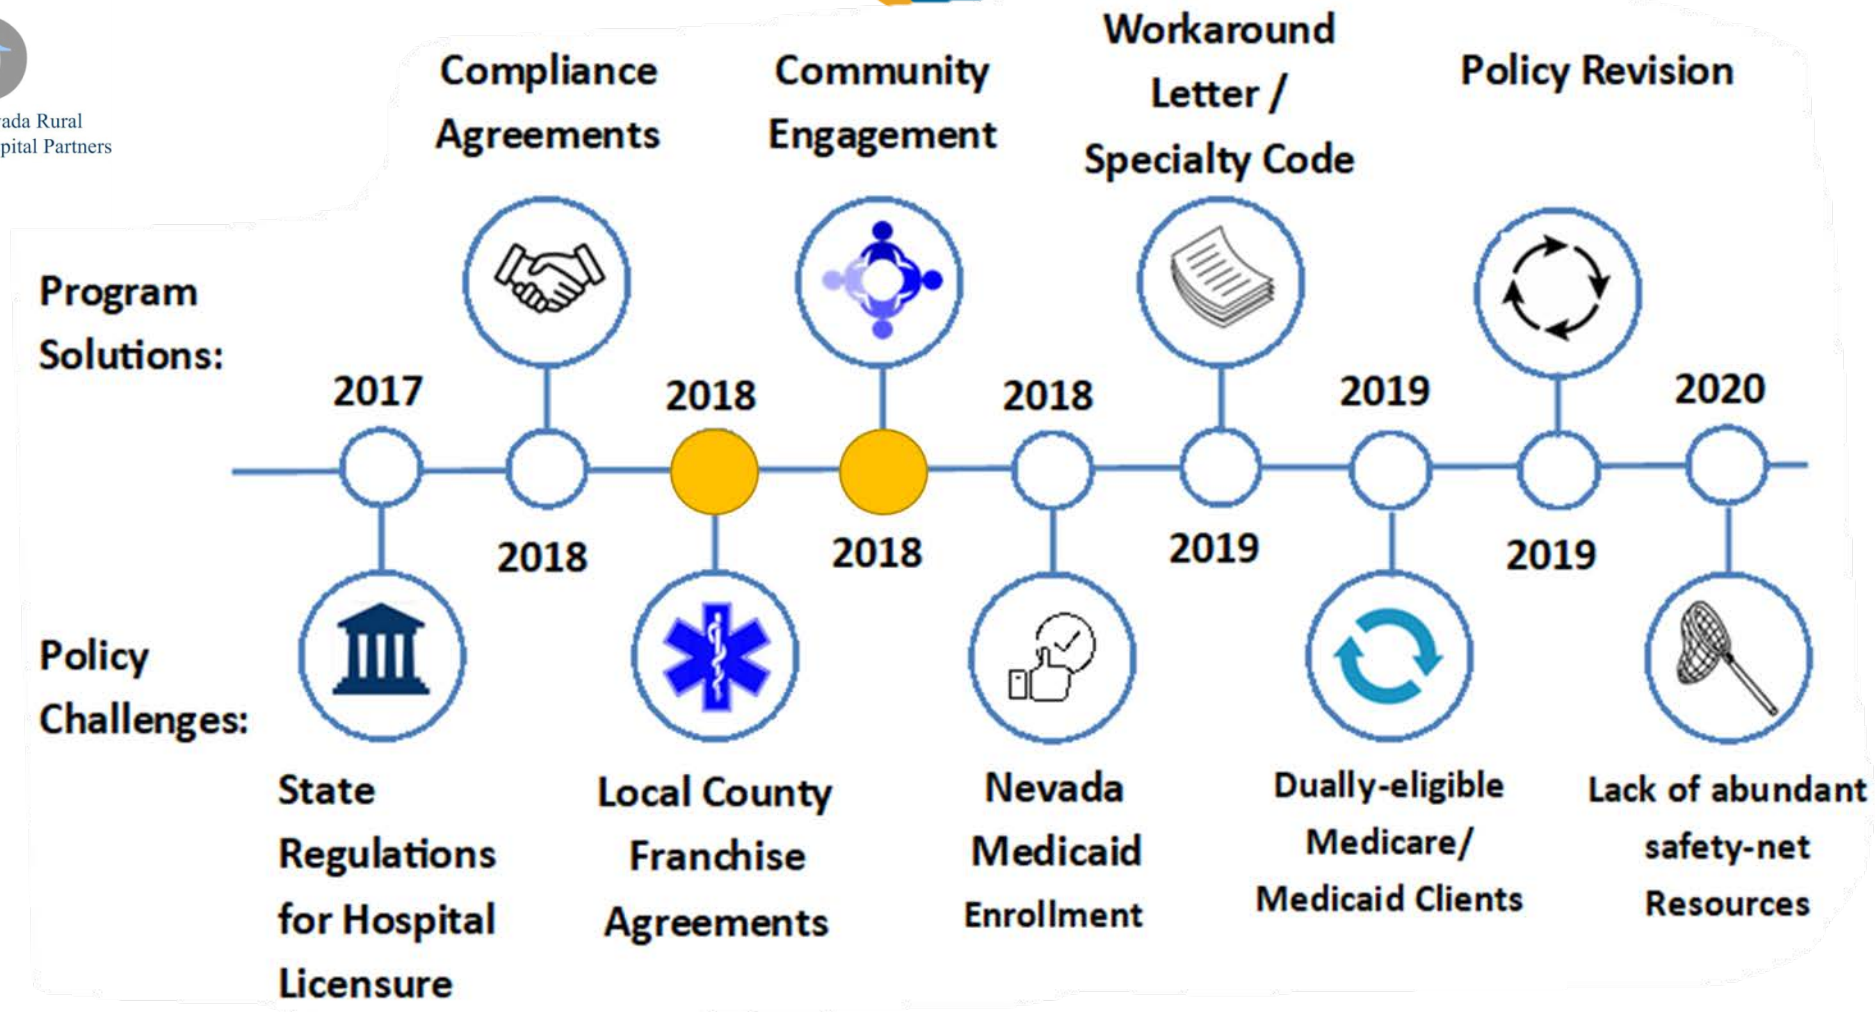 ada Rural
pital Partners
Compliance
Agreements
Community
Engagement
Workaround
Letter /
Specialty Code
Policy Revision
Program
Solutions:
2017
2018
2018
2019
2020
2018
2018
2019
2019
Policy
Challenges:
State
Regulations
for Hospital
Licensure
Local County
Franchise
Agreements
Nevada
Medicaid
Enrollment
Dually-eligible
Medicare/
Medicaid Clients
Lack of abundant
safety-net
Resources